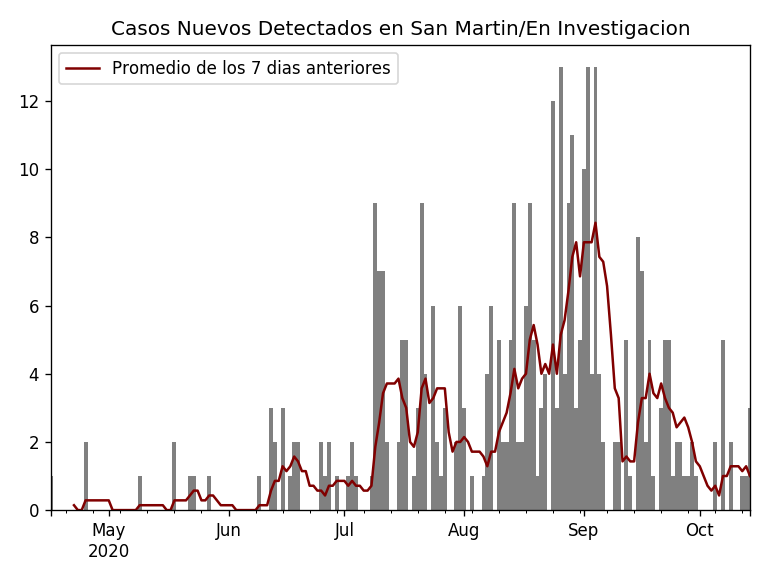 Casos Nuevos Detectados en San Martin/En Investigacion
Promedio de los 7 dias anteriores
12
10
8
6
4
2
0
May
2020
Jun
Jul
Aug
Sep
Oct